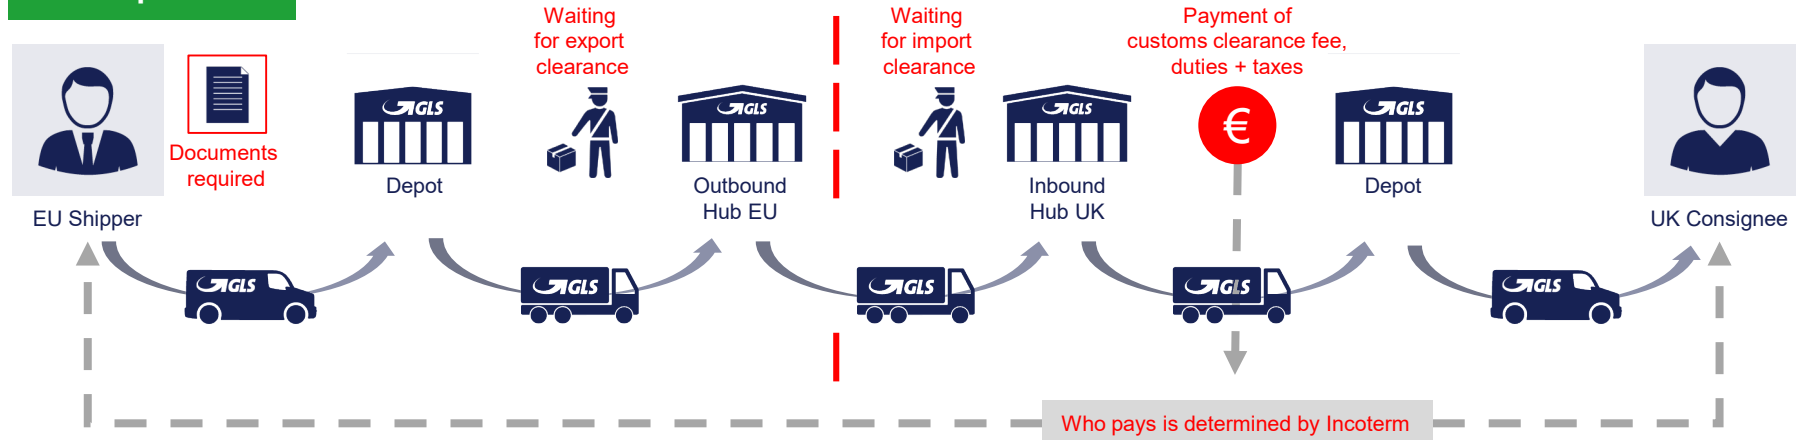 Waiting
for export
clearance
Waiting
for import
clearance
Payment of
customs clearance fee,
duties + taxes
GLS
GLS
GLS
€
GLS
Documents
required
Depot
Outbound
Hub EU
Inbound
Hub UK
Depot
EU Shipper
UK Consignee
GLS
GLS
GLS
GLS
GLS
Who pays is determined by Incoterm